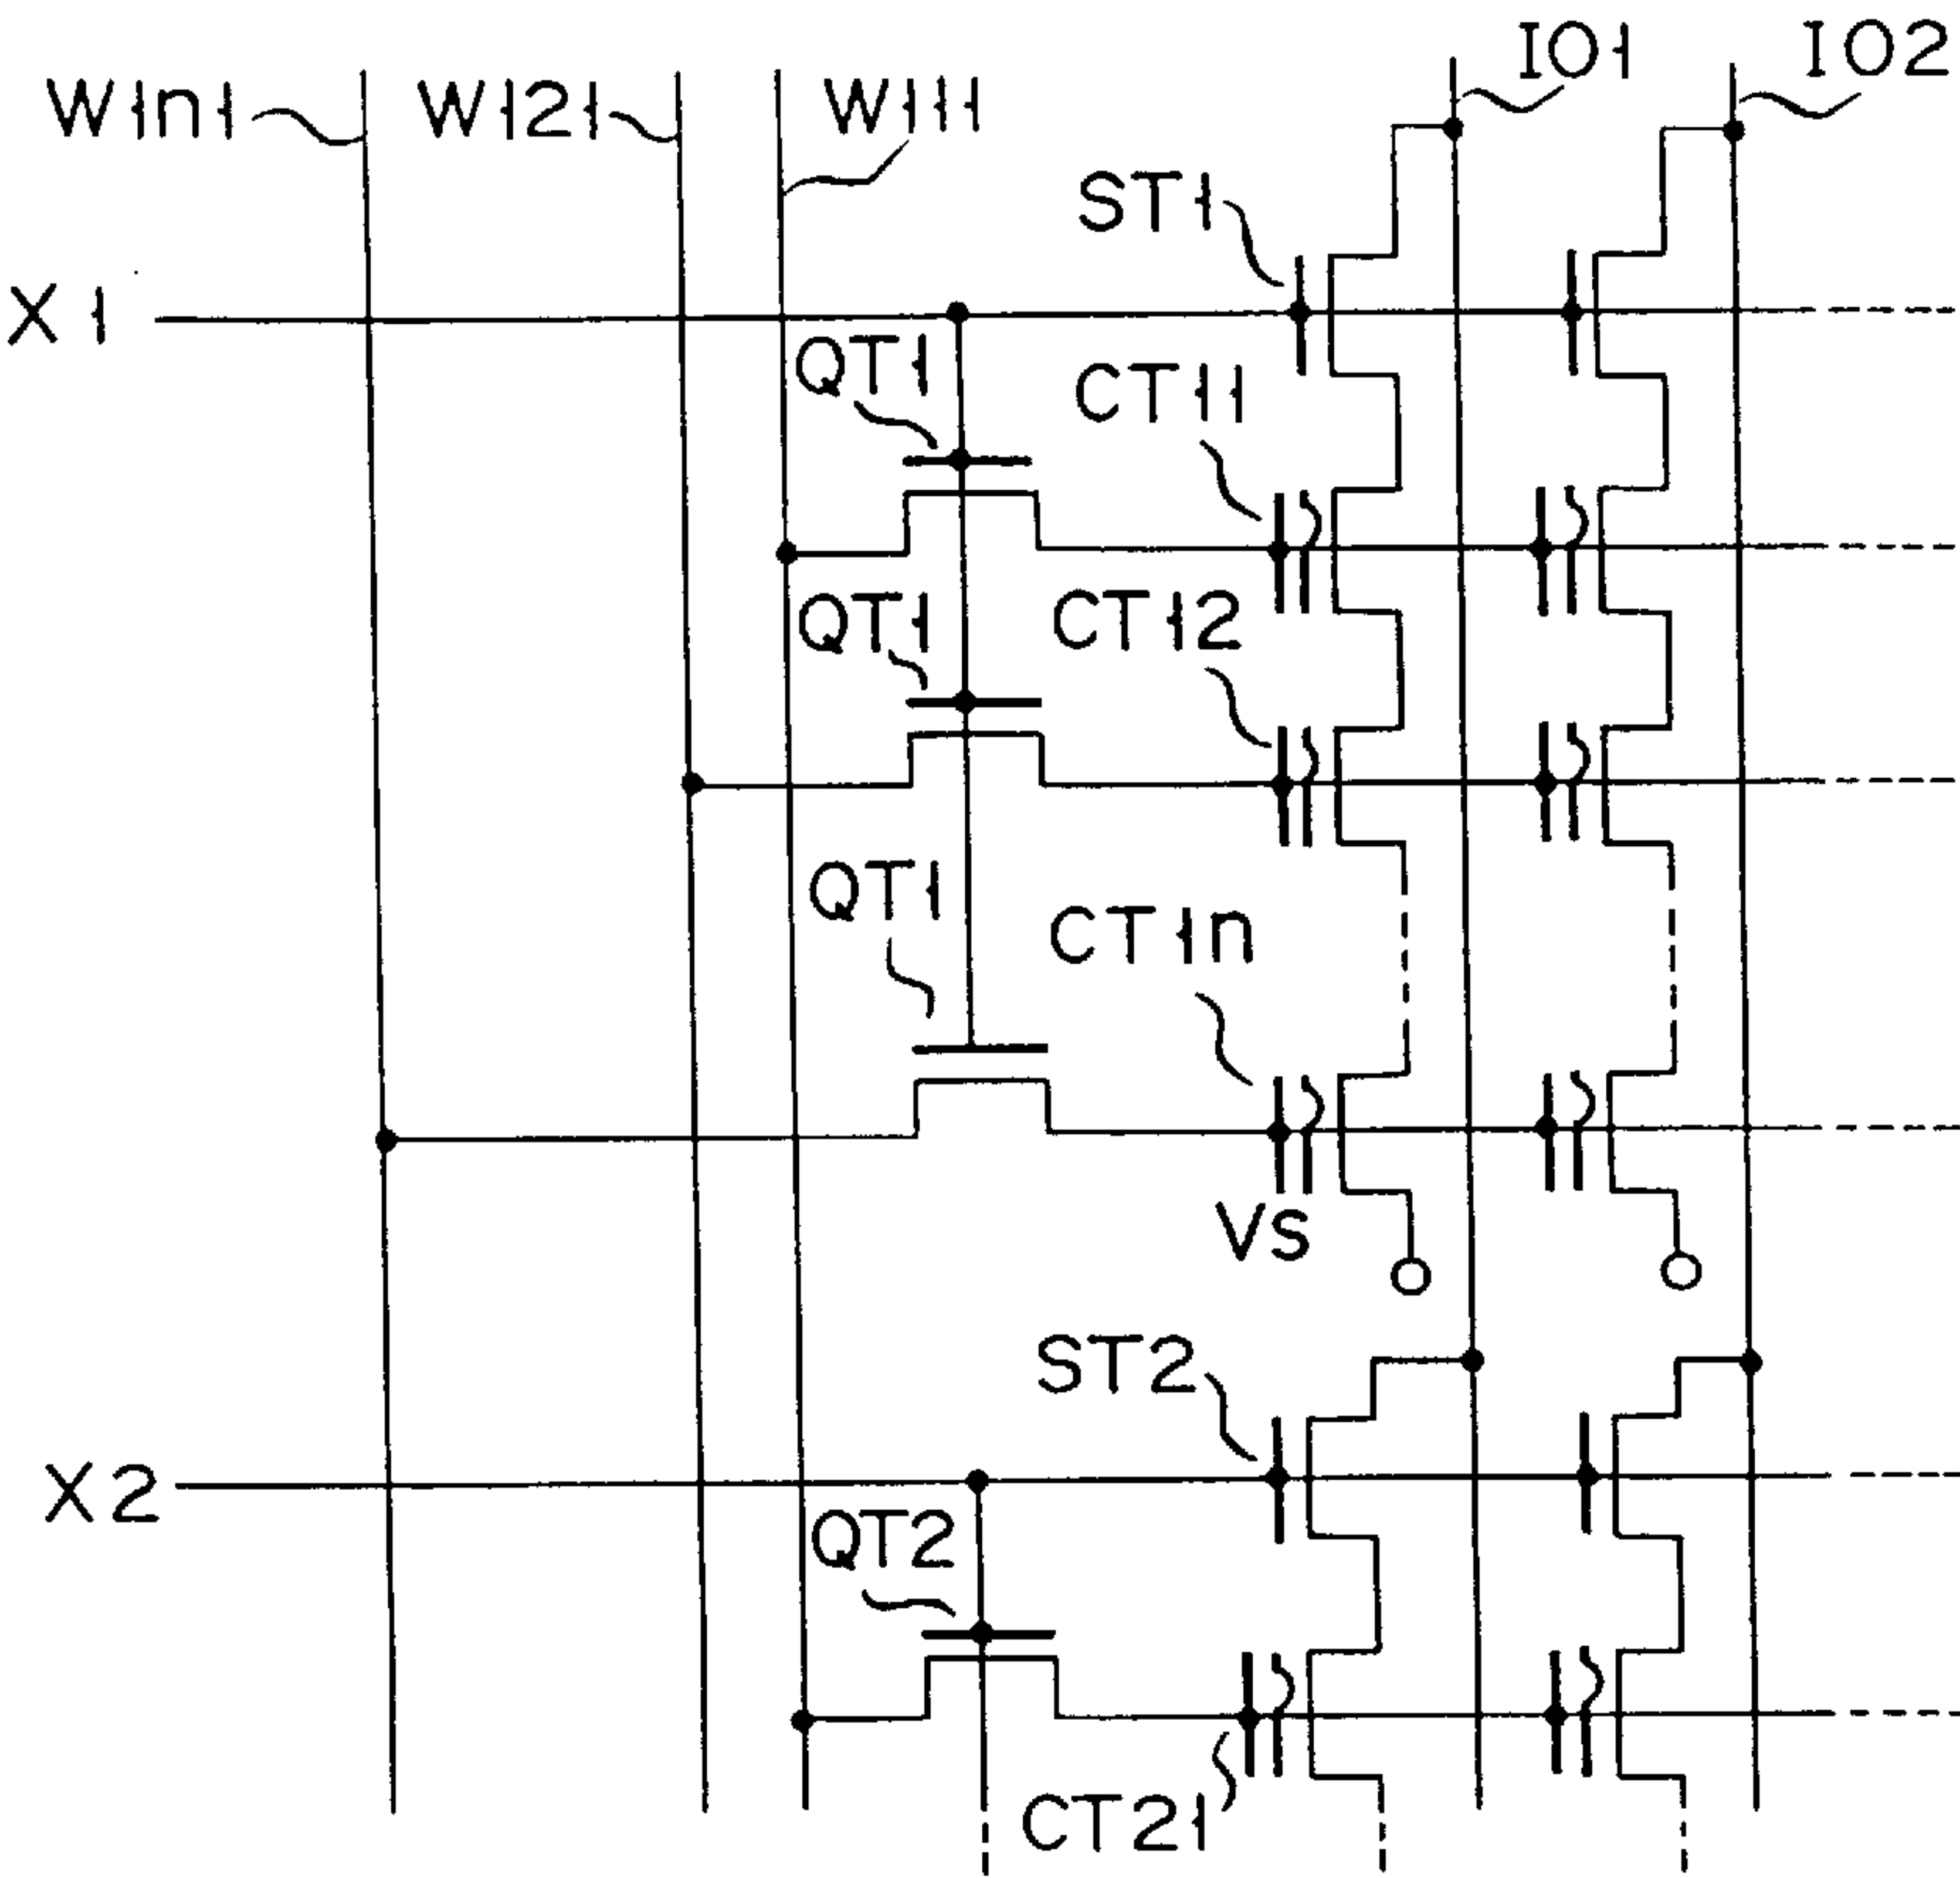 W1n1 W121 W111 IO1 IO2
ST1
X1
QT1
CT11
QT1
CT12
QT1
CT1n
VS
ST2
X2
QT2
CT21